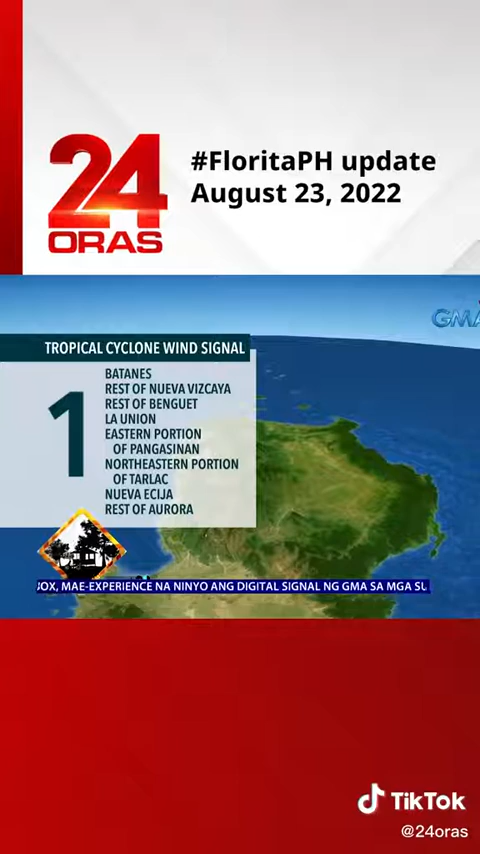 24
ORAS
#FloritaPH update
August 23, 2022
GMA
TROPICAL CYCLONE WIND SIGNAL
1
BATANES
REST OF NUEVA VIZCAYA
REST OF BENGUET
LA UNION
EASTERN PORTION
OF PANGASINAN
NORTHEASTERN PORTION
OF TARLAC
NUEVA ECIJA
REST OF AURORA
MAE-EXPERIENCE NA NINYO ANG DIGITAL SIGNAL NG GMA SA MGA
TikTok
@24oras